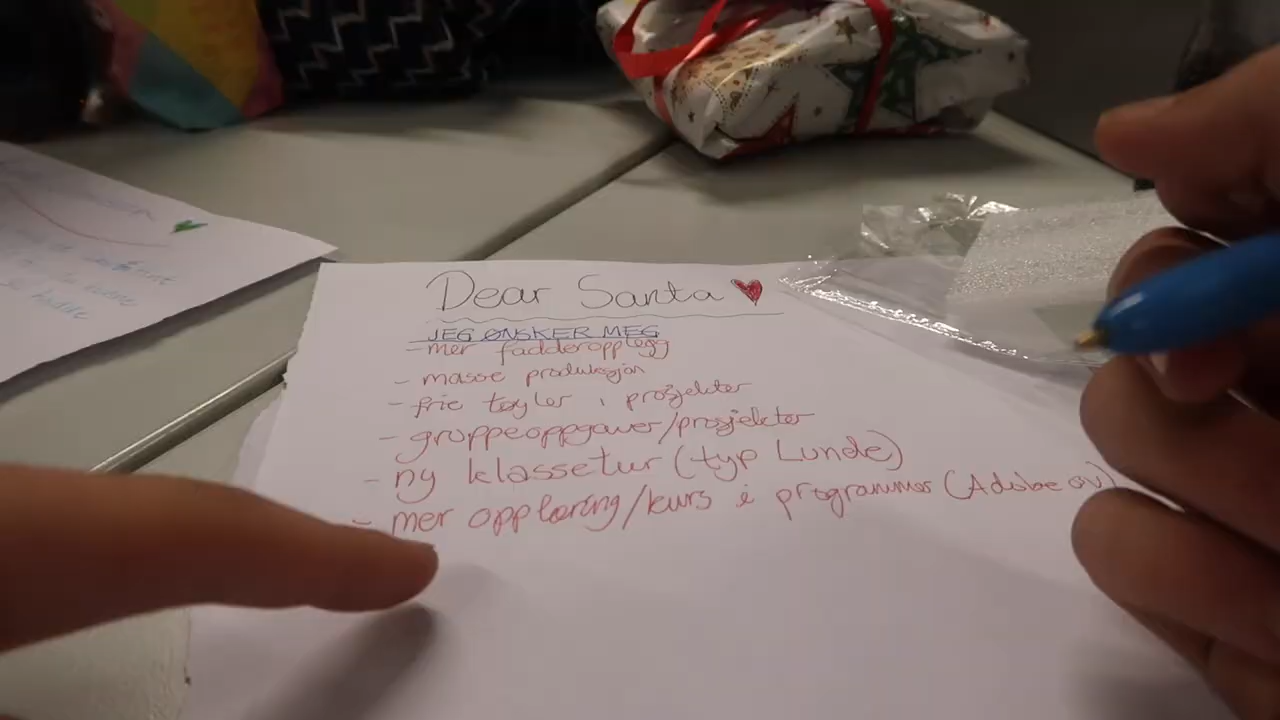 Dear Santa
JEG ØNSKER MEG
- mer fadderopplegg
- masse produksjon
- frie tøyler i prosjekter
- gruppeoppgaver/prosjekter
- ny klassetur (typ Lunde)
- mer opplæring/kurs i programmer (Adobe av)